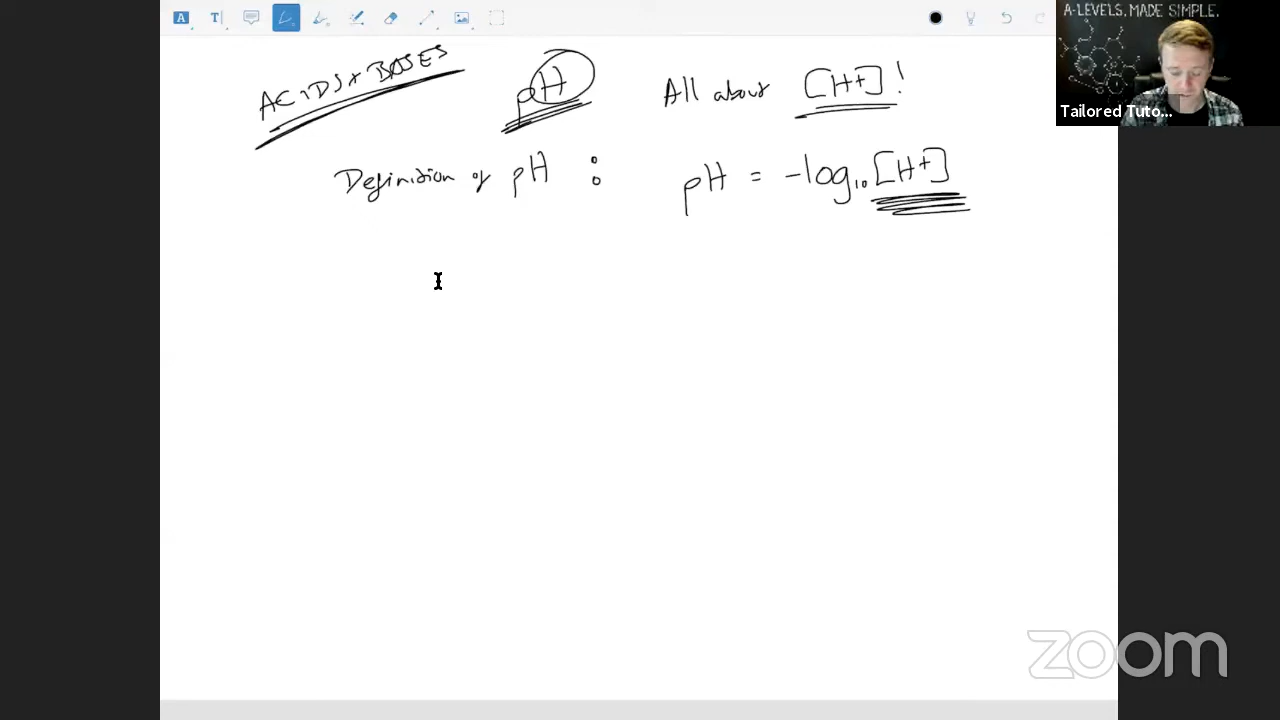 A-LEVELS. MADE SIMPLE.
Tailored Tuto...
ACIDS + BASES
pH
All about [H+]!
Definition of pH : pH = -log₁₀[H+]
zoom